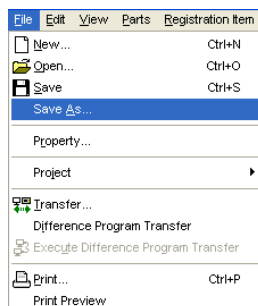 File Edit View Parts Registration Item
New... Ctrl+N
Open... Ctrl+O
Save Ctrl+S
Save As...
Property...
Project
Transfer...
Difference Program Transfer
Execute Difference Program Transfer
Print... Ctrl+P
Print Preview